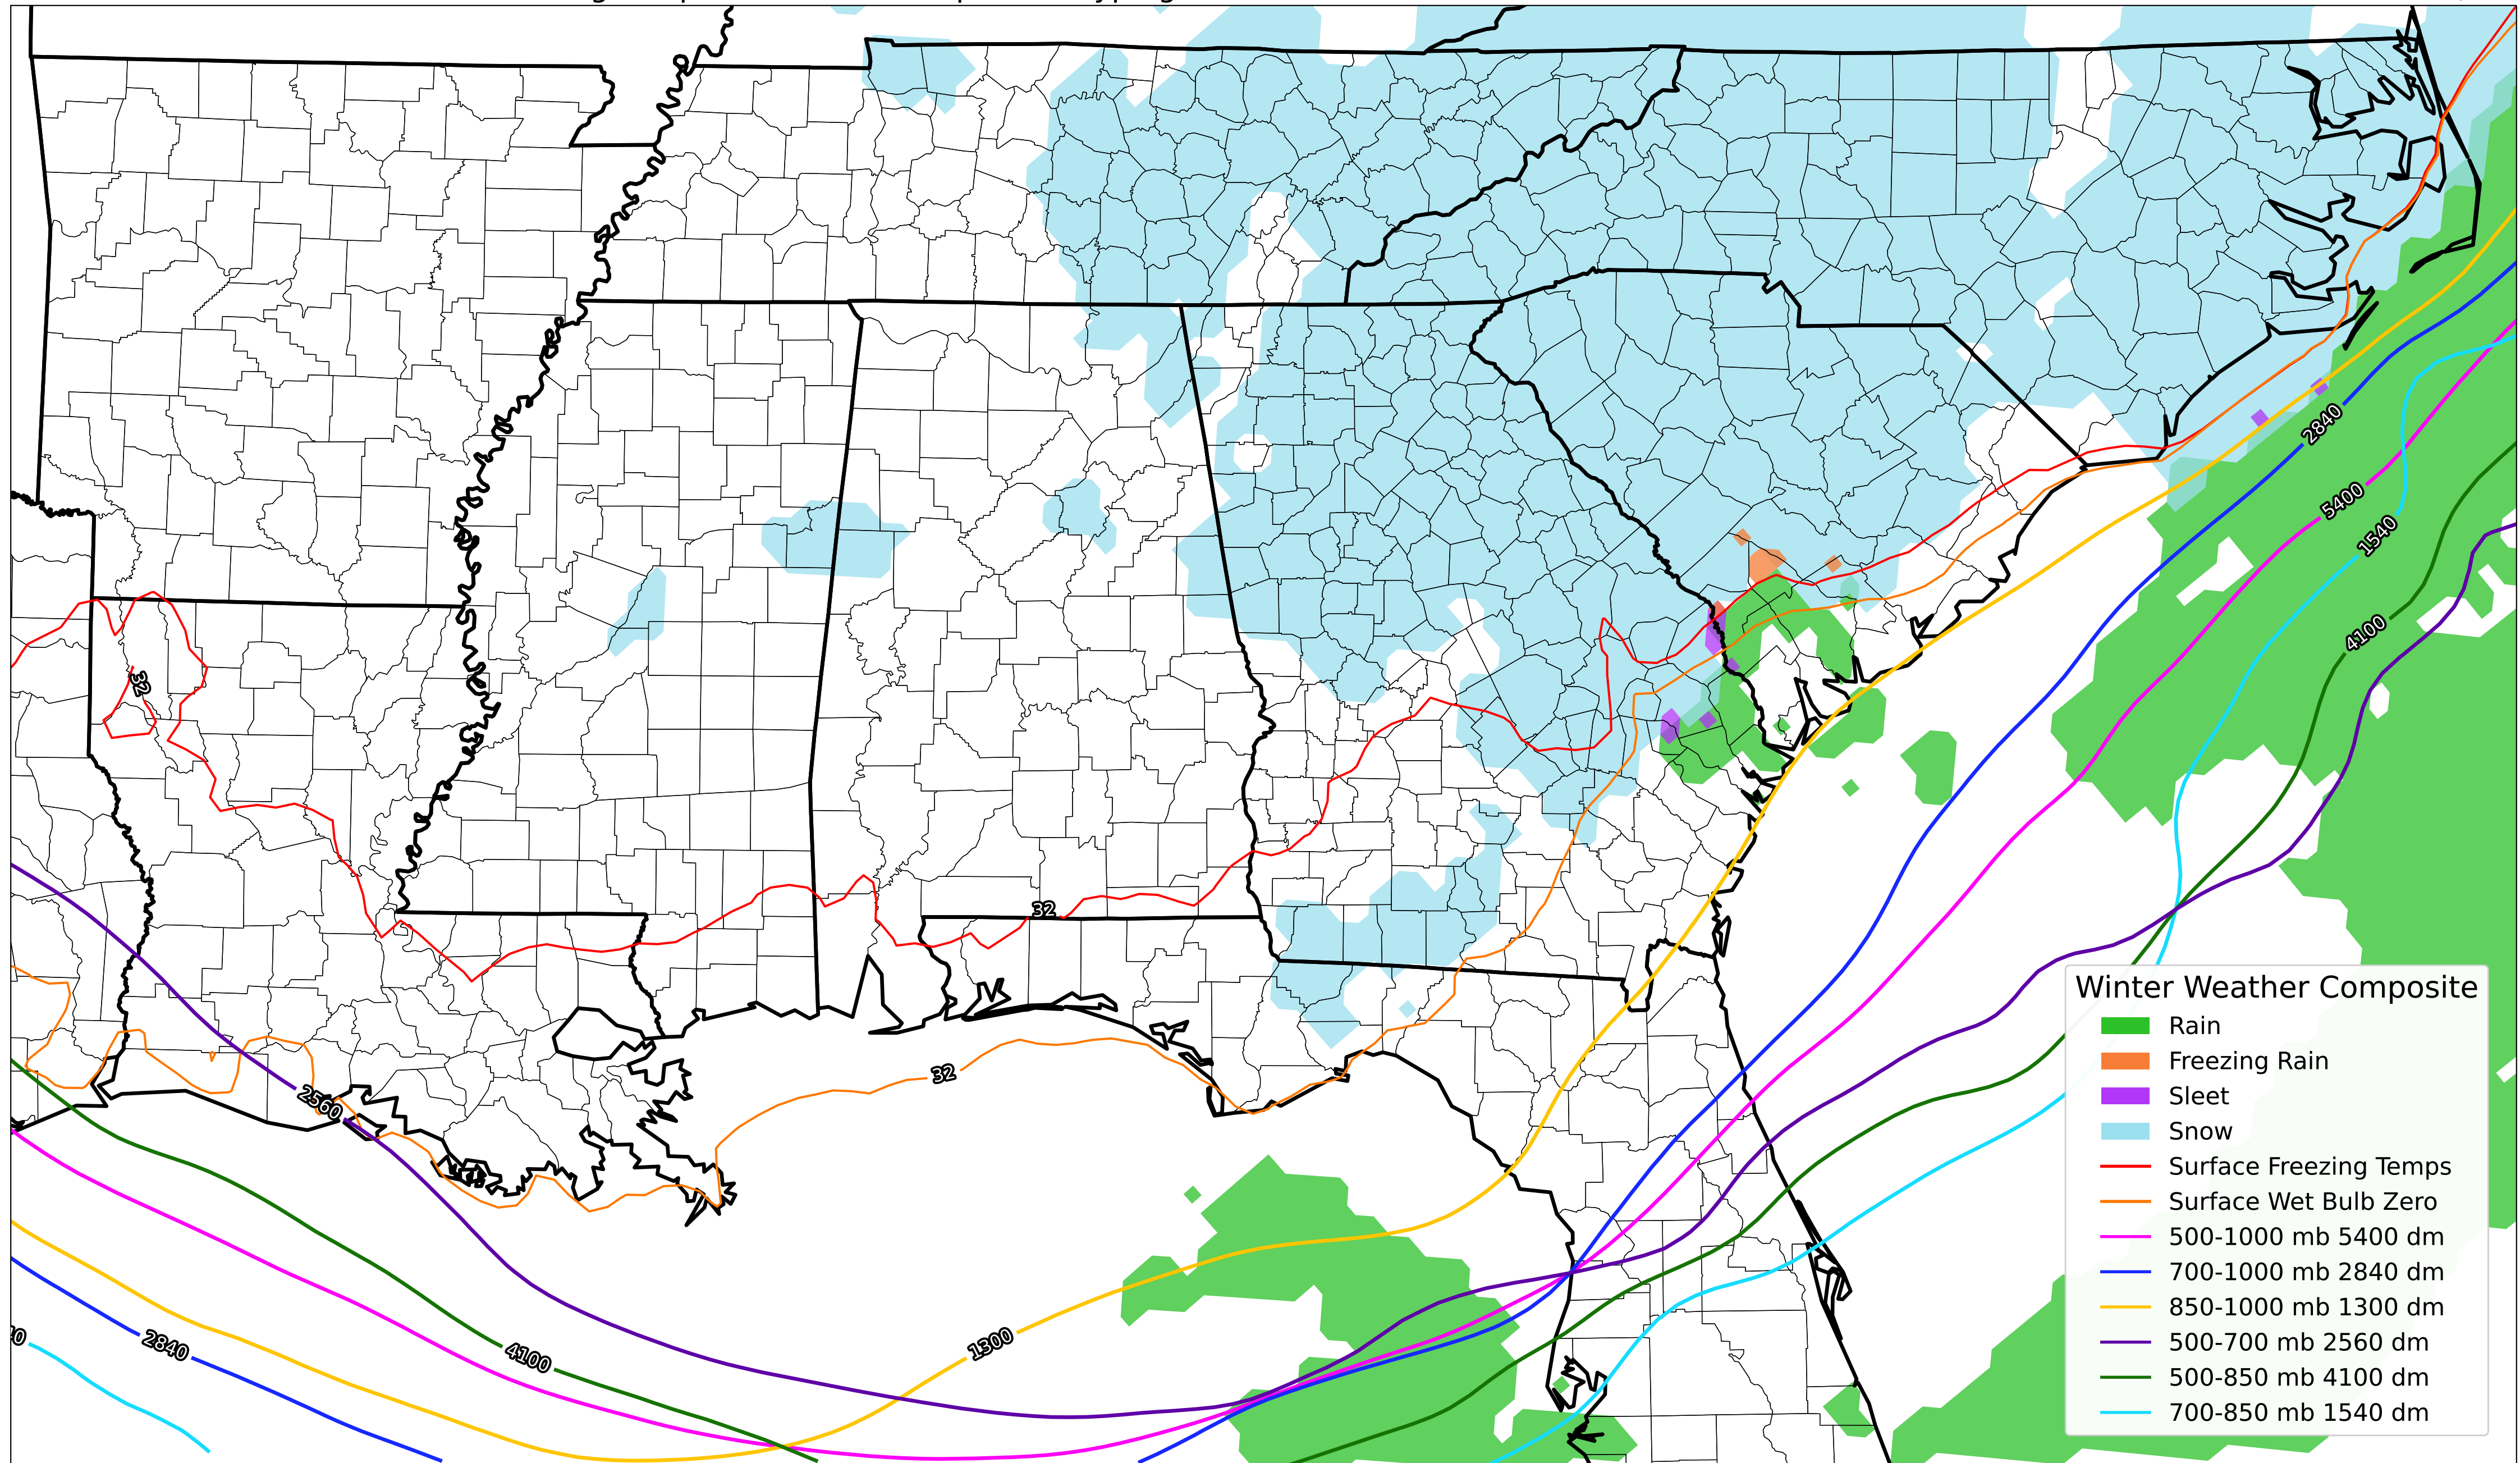 2840
5400
1540
4100
32
32
32
2560
1300
2840
4100
Winter Weather Composite
Rain
Freezing Rain
Sleet
Snow
Surface Freezing Temps
Surface Wet Bulb Zero
500-1000 mb 5400 dm
700-1000 mb 2840 dm
850-1000 mb 1300 dm
500-700 mb 2560 dm
500-850 mb 4100 dm
700-850 mb 1540 dm